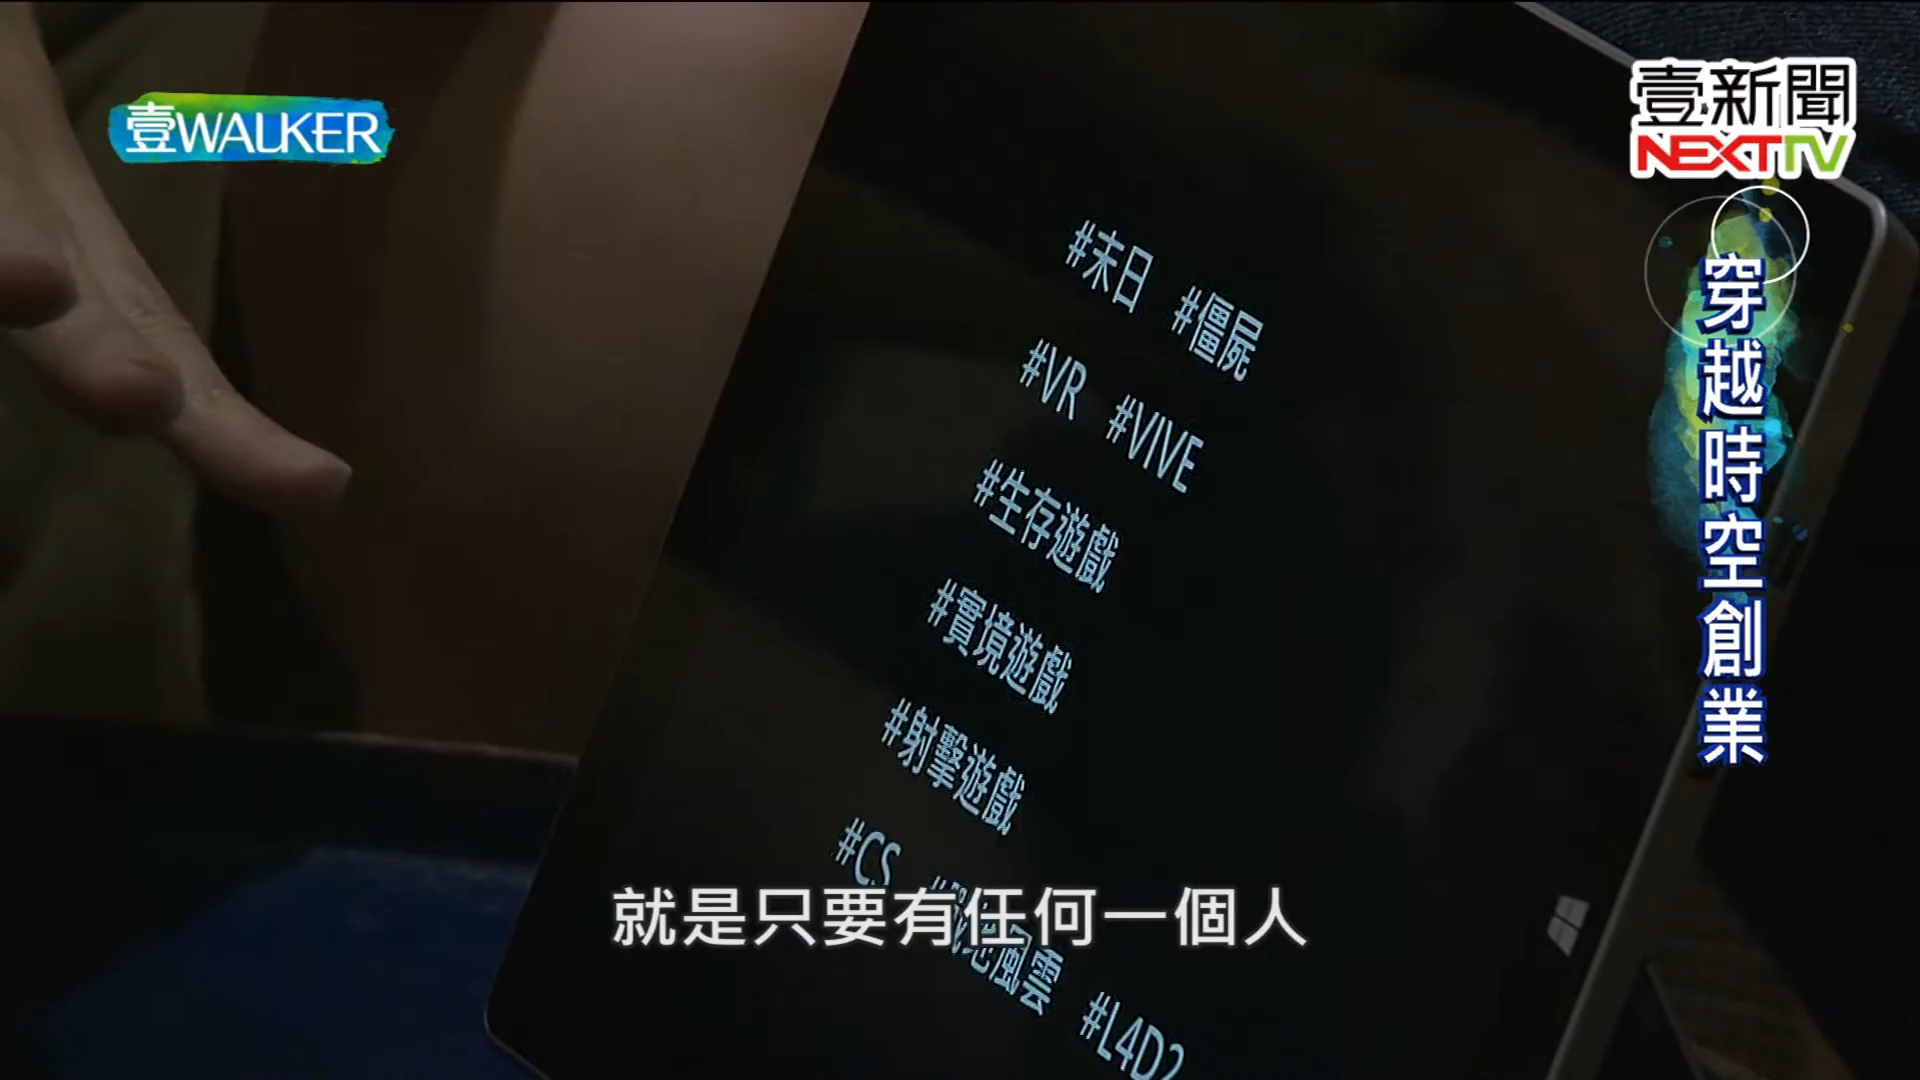 壹WALKER
壹新聞
NEXTTV
穿越時空創業
#末日 #僵屍
#VR #VIVE
#生存遊戲
#實境遊戲
#射擊遊戲
#CS 風雲 #L4D2
就是只要有任何一個人